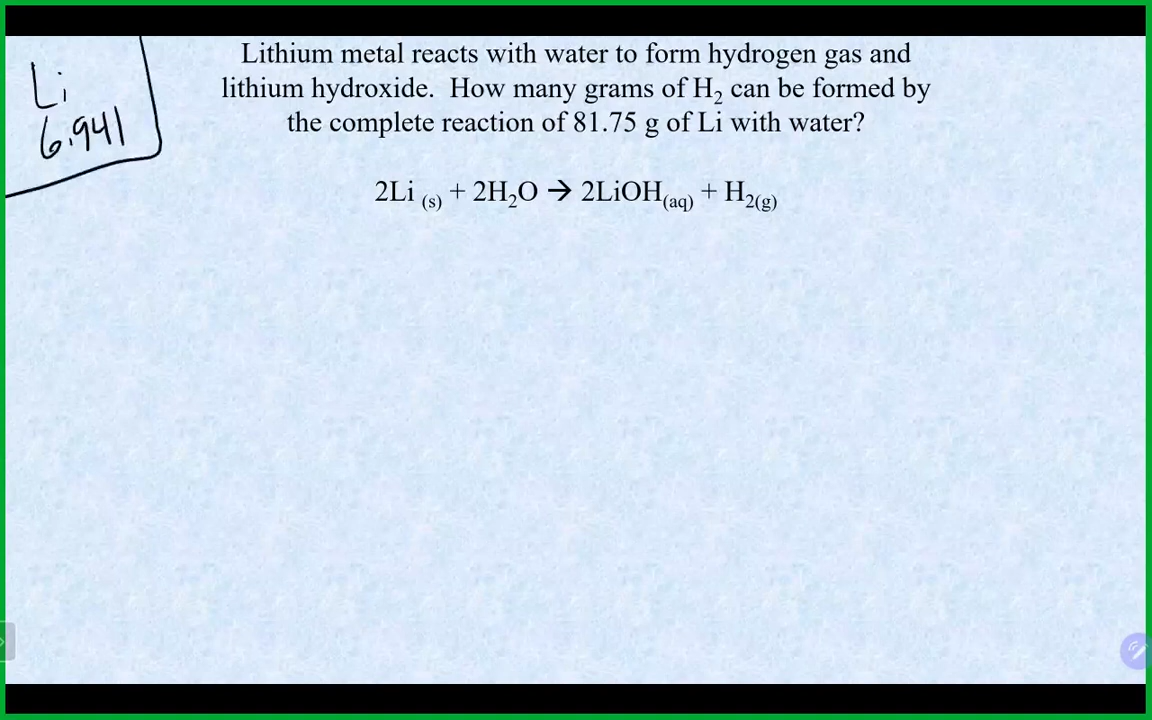 Li
6.941
Lithium metal reacts with water to form hydrogen gas and
lithium hydroxide. How many grams of H₂ can be formed by
the complete reaction of 81.75 g of Li with water?
2Li (s) + 2H₂O → 2LiOH(aq) + H₂(g)